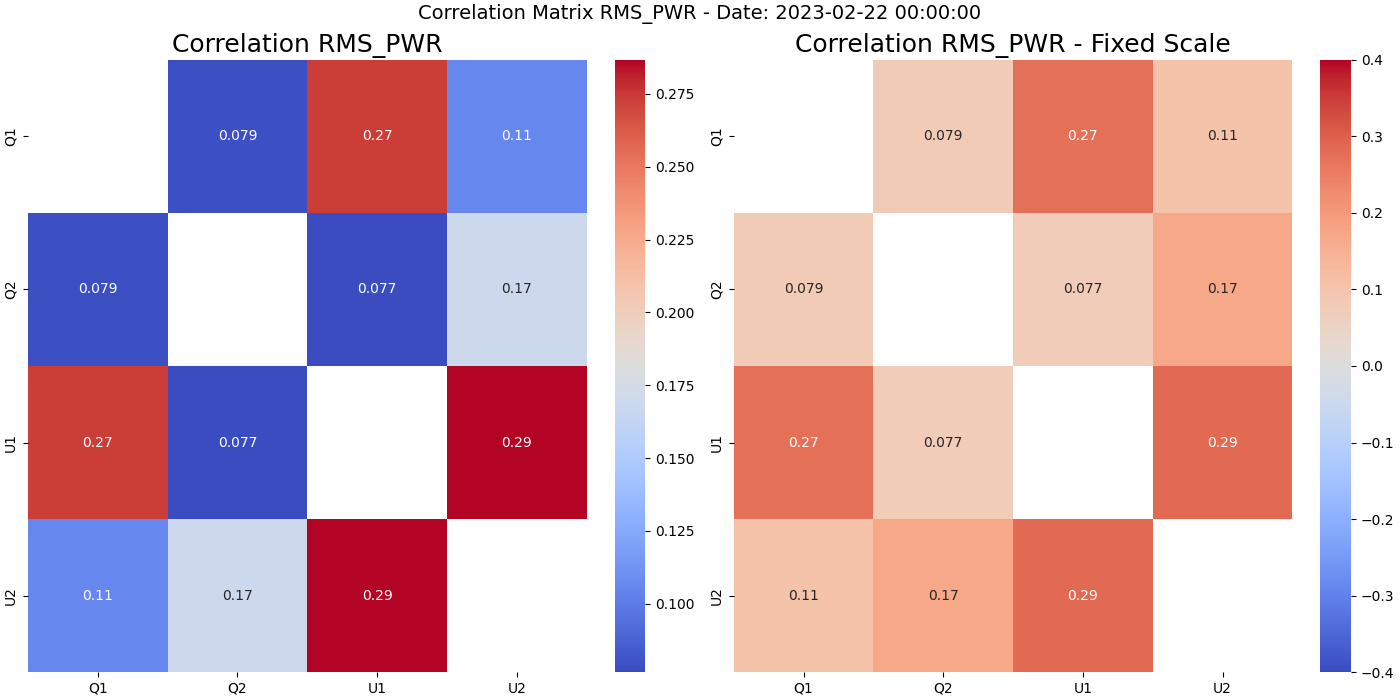 Correlation Matrix RMS_PWR - Date: 2023-02-22 00:00:00
Correlation RMS_PWR
Q1
0.079
0.27
0.11
Q2
0.079
0.077
0.17
U1
0.27
0.077
0.29
U2
0.11
0.17
0.29
Q1
Q2
U1
U2
0.275
0.250
0.225
0.200
0.175
0.150
0.125
0.100
Correlation RMS_PWR - Fixed Scale
Q1
0.079
0.27
0.11
Q2
0.079
0.077
0.17
U1
0.27
0.077
0.29
U2
0.11
0.17
0.29
Q1
Q2
U1
U2
0.4
0.3
0.2
0.1
0.0
−0.1
−0.2
−0.3
−0.4